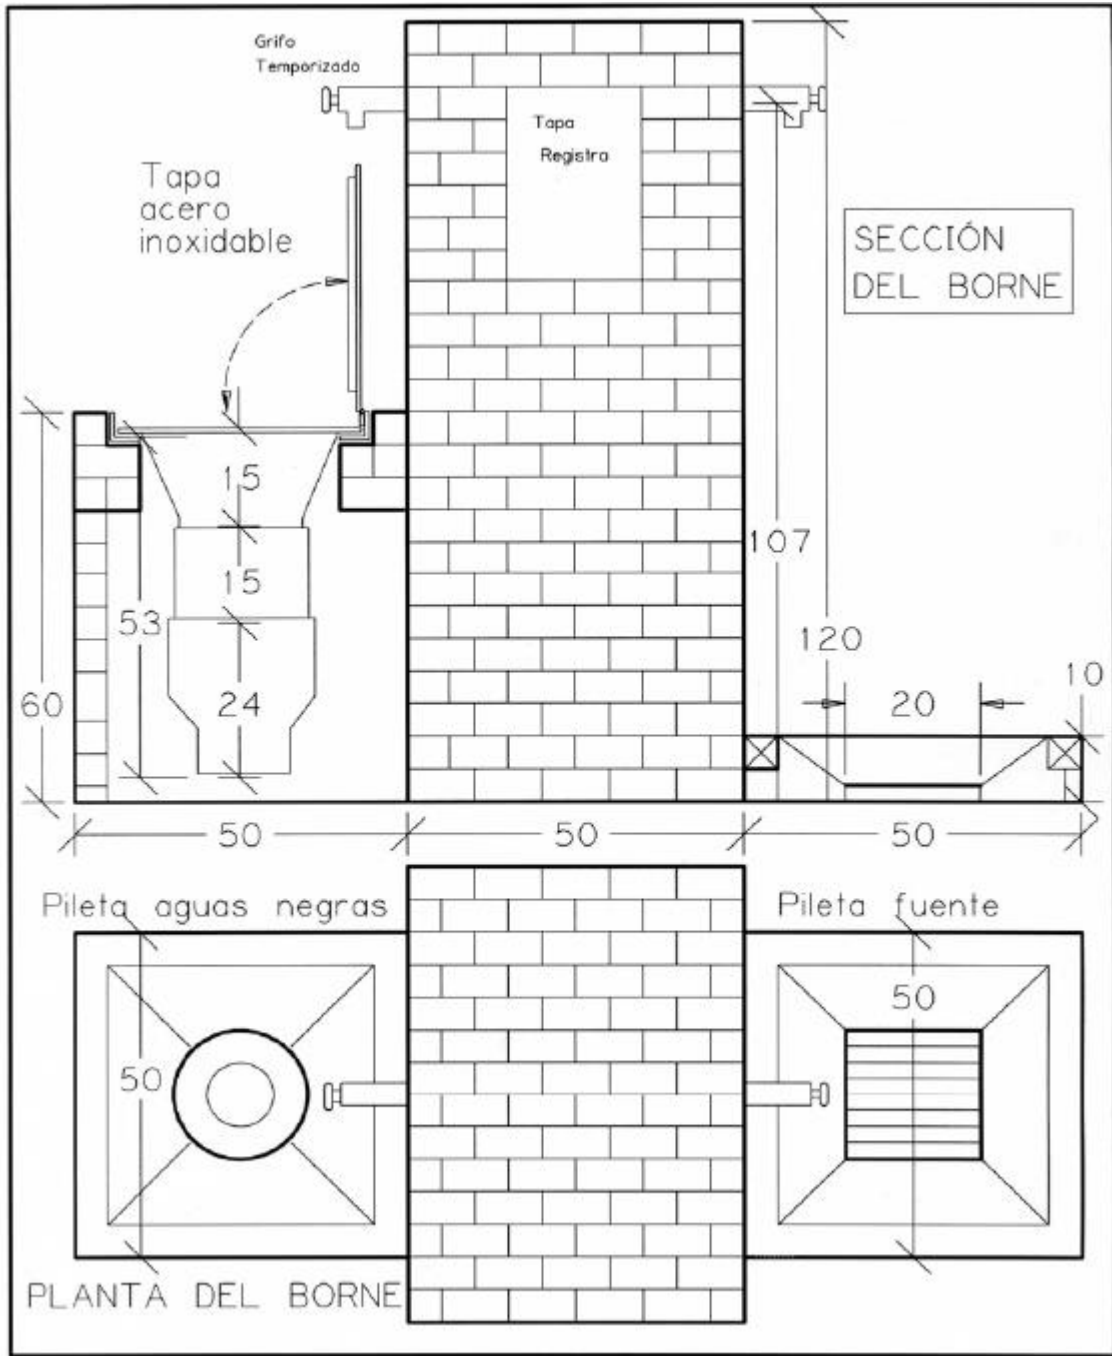 Grifo
Temporizado
Tapa
Registro
Tapa
acero
inoxidable
SECCIÓN
DEL BORNE
15
107
15
53
120
10
60
24
20
50
50
50
Pileta aguas negras
Pileta fuente
50
50
PLANTA DEL BORNE